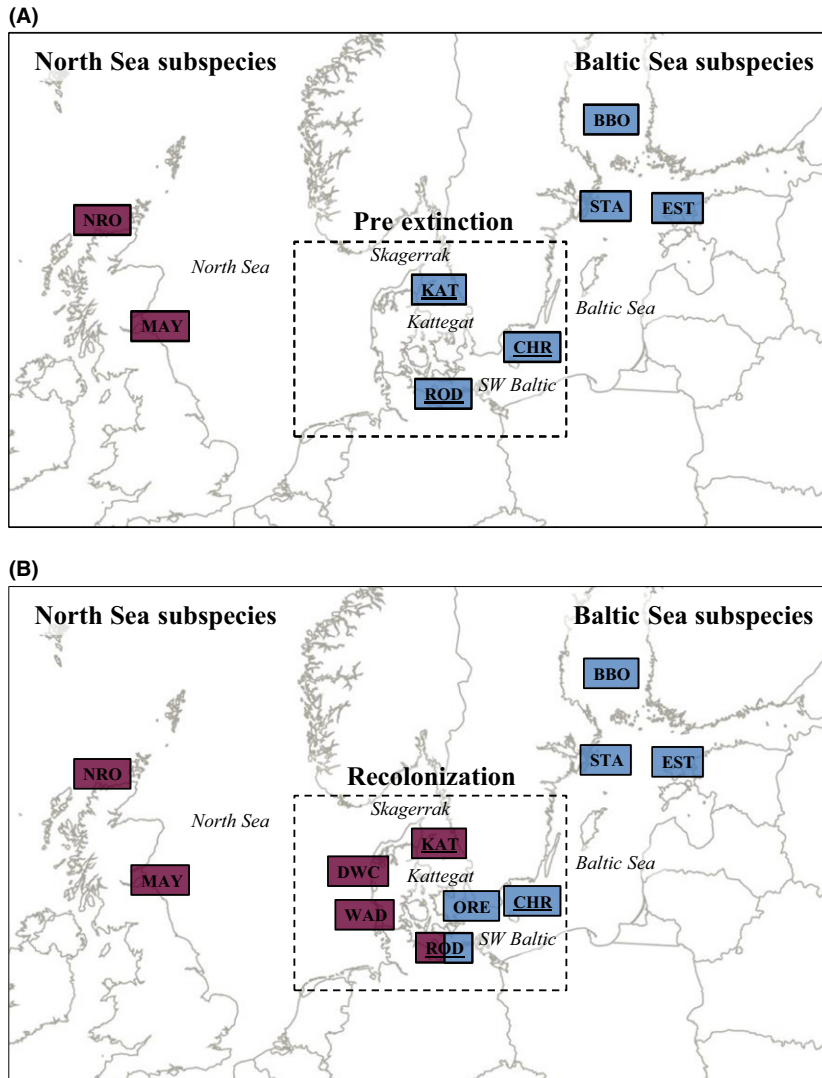 (A)
North Sea subspecies
Baltic Sea subspecies
BBO
NRO
STA
EST
Pre extinction
North Sea
Skagerrak
KAT
MAY
Kattegat
Baltic Sea
CHR
ROD
SW Baltic
(B)
North Sea subspecies
Baltic Sea subspecies
BBO
NRO
STA
EST
Recolonization
North Sea
Skagerrak
KAT
Baltic Sea
DWC
Kattegat
MAY
ORE
CHR
WAD
ROD
SW Baltic